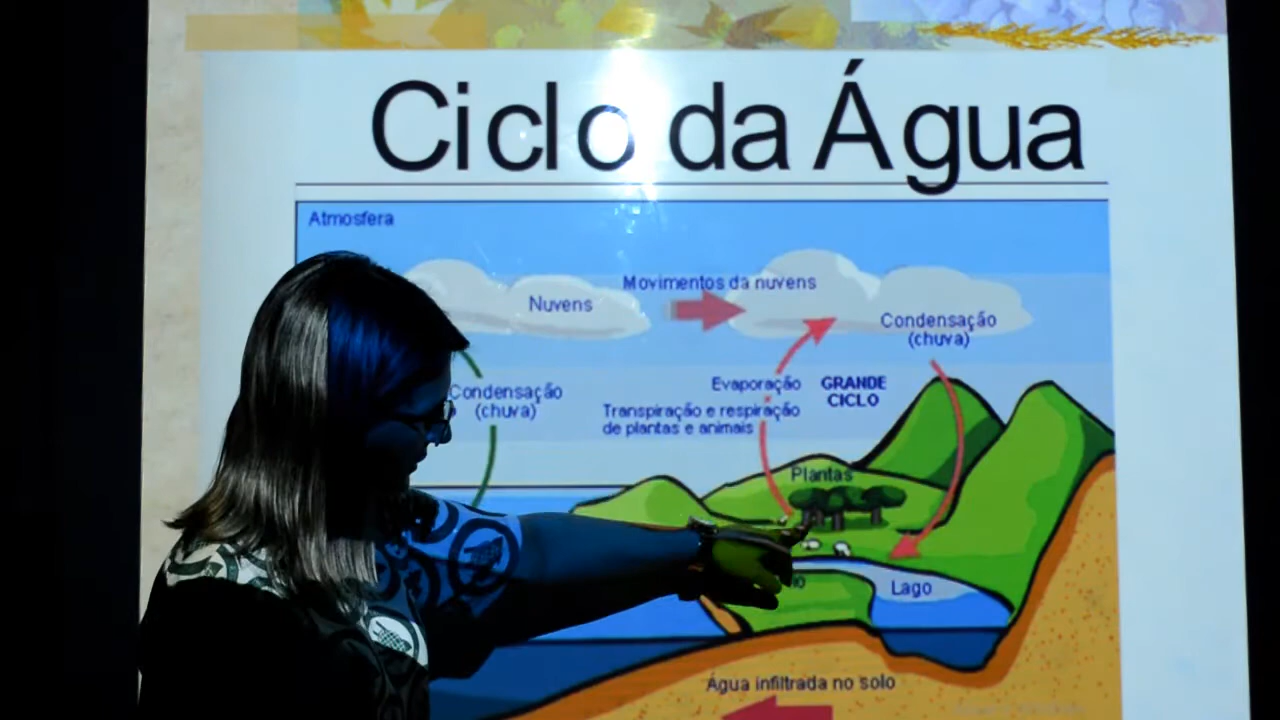 Ciclo da Água
Atmosfera
Movimentos da nuvens
Nuvens
Condensação
(chuva)
Evaporação
GRANDE
CICLO
Condensação
(chuva)
Transpiração e respiração
de plantas e animais
Plantas
Lago
Água infiltrada no solo